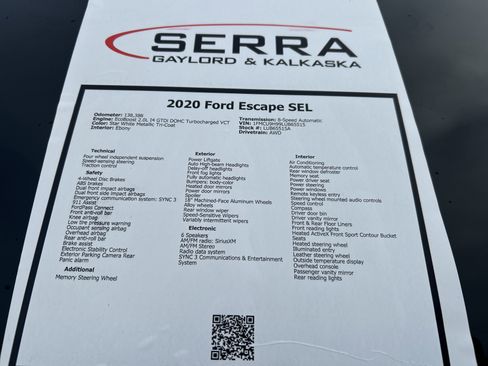 SERRA
GAYLORD & KALKASKA
2020 Ford Escape SEL
Odometer: 138,386
Engine: EcoBoost 2.0L I4 GTDi DOHC Turbocharged VCT
Color: Star White Metallic Tri-Coat
Interior: Ebony
Transmission: 8-Speed Automatic
VIN: 1FMCU9H99LUB65515
Stock #: LUB65515A
Drivetrain: AWD
Technical
Four wheel independent suspension
Speed-sensing steering
Traction control
Safety
4-Wheel Disc Brakes
ABS brakes
Dual front impact airbags
Dual front side impact airbags
Emergency communication system: SYNC 3
911 Assist
FordPass Connect
Front anti-roll bar
Knee airbag
Low tire pressure warning
Occupant sensing airbag
Overhead airbag
Rear anti-roll bar
Brake assist
Electronic Stability Control
Exterior Parking Camera Rear
Panic alarm
Additional
Memory Steering Wheel
Exterior
Power Liftgate
Auto High-beam Headlights
Delay-off headlights
Front fog lights
Fully automatic headlights
Bumpers: body-color
Heated door mirrors
Power door mirrors
Spoiler
18" Machined-Face Aluminum Wheels
Alloy wheels
Rear window wiper
Speed-Sensitive Wipers
Variably intermittent wipers
Electronic
6 Speakers
AM/FM radio: SiriusXM
AM/FM Stereo
Radio data system
SYNC 3 Communications & Entertainment
System
Interior
Air Conditioning
Automatic temperature control
Rear window defroster
Memory seat
Power driver seat
Power steering
Power windows
Remote keyless entry
Steering wheel mounted audio controls
Speed control
Compass
Driver door bin
Driver vanity mirror
Front & Rear Floor Liners
Front reading lights
Heated ActiveX Front Sport Contour Bucket
Seats
Heated steering wheel
Illuminated entry
Leather steering wheel
Outside temperature display
Overhead console
Passenger vanity mirror
Rear reading lights